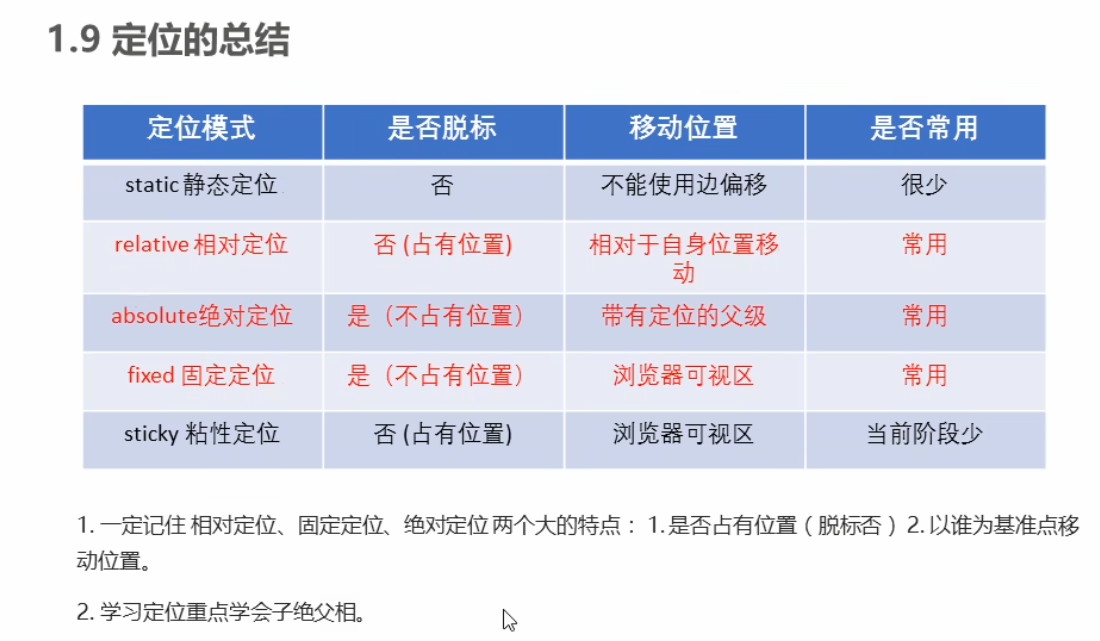 1.9 定位的总结
定位模式 是否脱标 移动位置 是否常用
static 静态定位 否 不能使用边偏移 很少
relative 相对定位 否 (占有位置) 相对于自身位置移
动 常用
absolute绝对定位 是（不占有位置） 带有定位的父级 常用
fixed 固定定位 是（不占有位置） 浏览器可视区 常用
sticky 粘性定位 否 (占有位置) 浏览器可视区 当前阶段少
1. 一定记住 相对定位、固定定位、绝对定位 两个大的特点： 1. 是否占有位置（脱标否） 2. 以谁为基准点移
动位置。
2. 学习定位重点学会子绝父相。